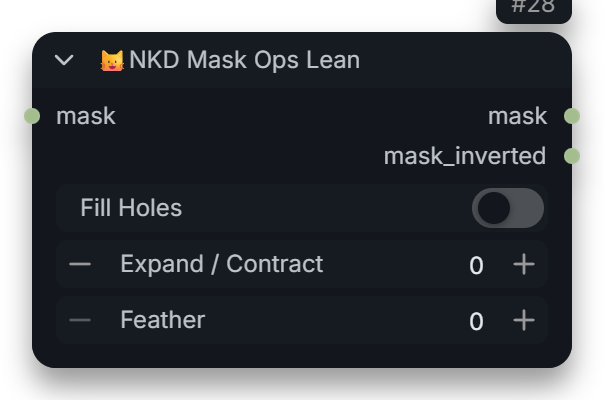 #28
NKD Mask Ops Lean
mask mask
mask_inverted
Fill Holes
Expand / Contract 0
Feather 0